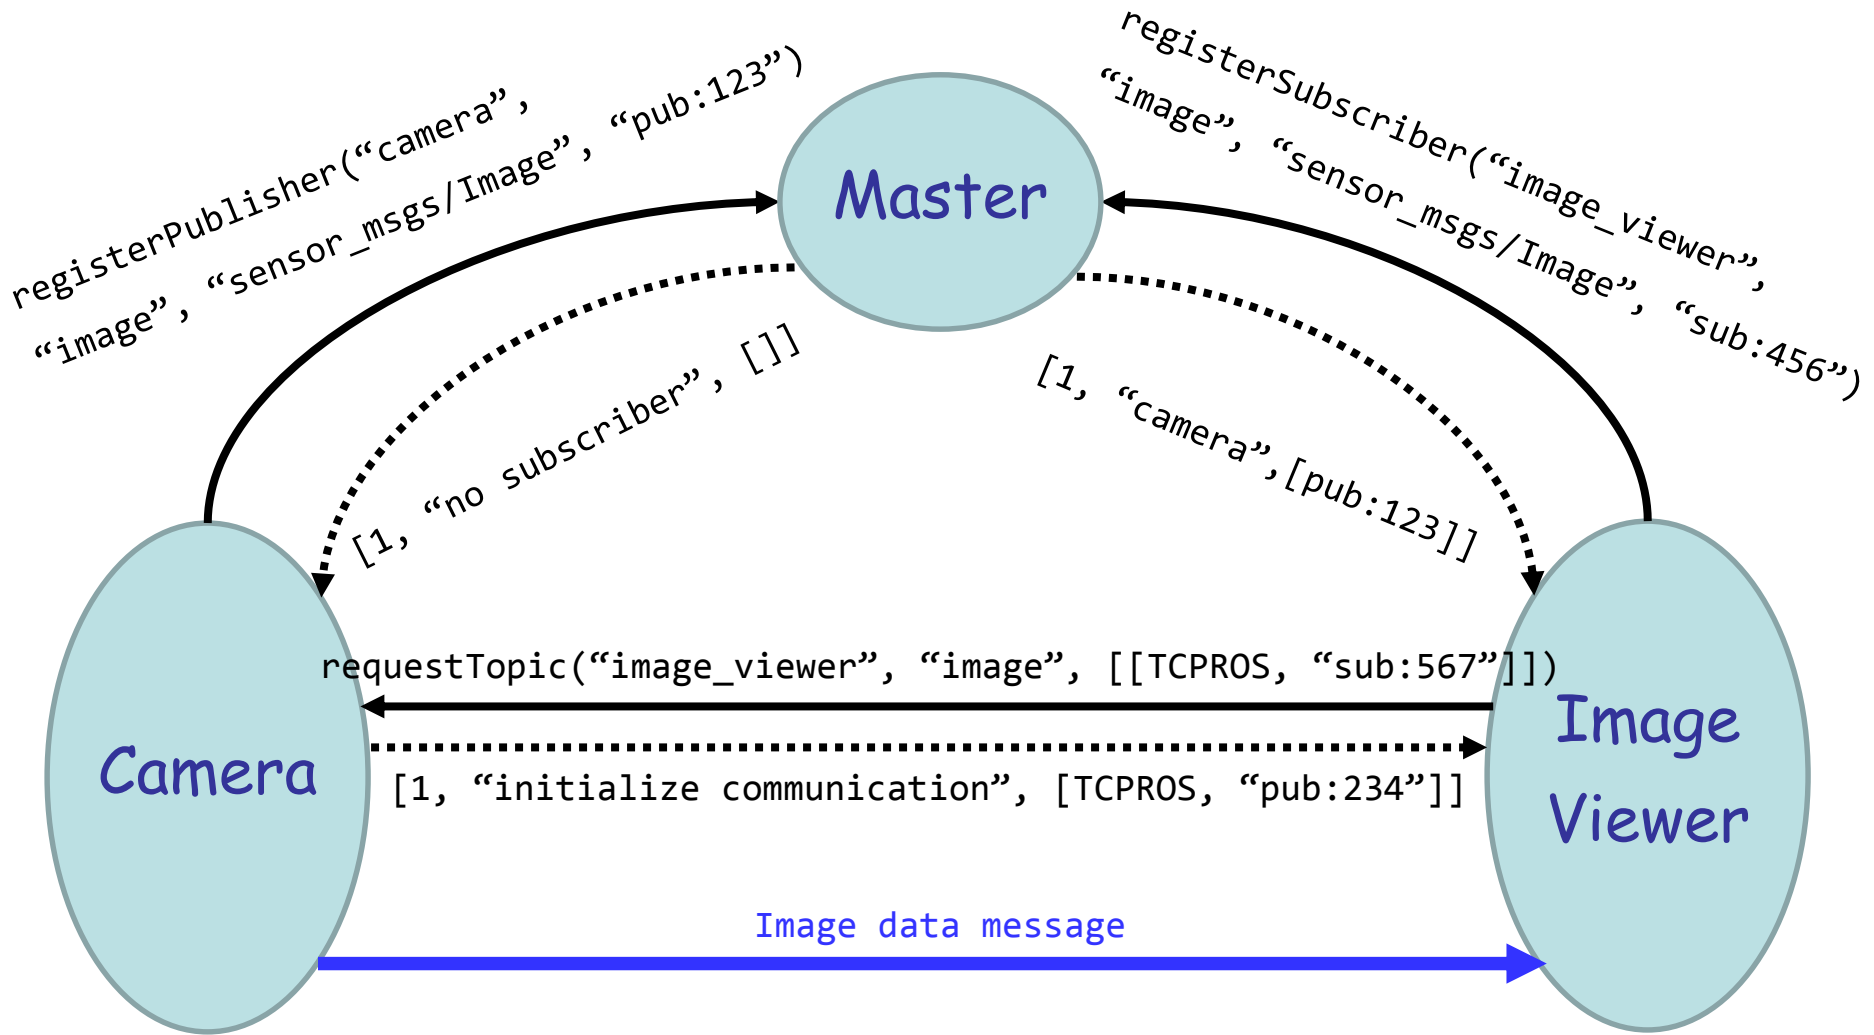 registerPublisher(“camera”,
“image”, “sensor_msgs/Image”, “pub:123”)
registerSubscriber(“image_viewer”,
“image”, “sensor_msgs/Image”, “sub:456”)
Master
[1, “no subscriber”, []]
[1, “camera”,[pub:123]]
requestTopic(“image_viewer”, “image”, [[TCPROS, “sub:567”]])
Camera
Image
Viewer
[1, “initialize communication”, [TCPROS, “pub:234”]]
Image data message